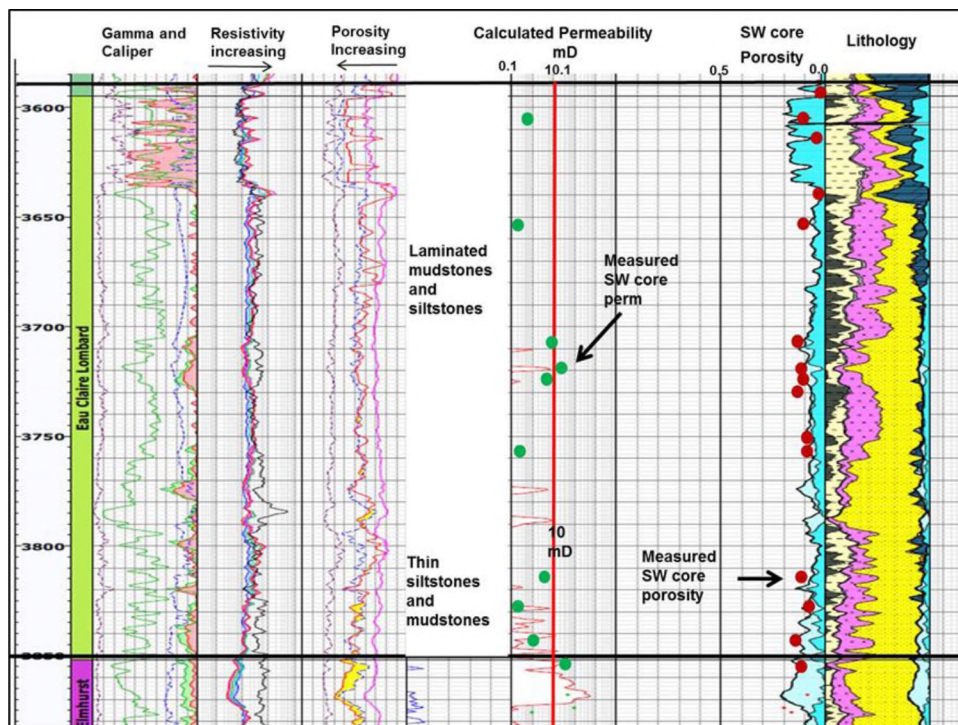 Gamma and
Caliper
Resistivity
increasing
Porosity
Increasing
Calculated Permeability
mD
0.1
10.1
SW core
Porosity
0.5
0.0
Lithology
3600
3650
3700
3750
3800
3850
Eau Claire Lombard
Elmhurst
Laminated
mudstones
and
siltstones
Measured
SW core
perm
10
mD
Thin
siltstones
and
mudstones
Measured
SW core
porosity